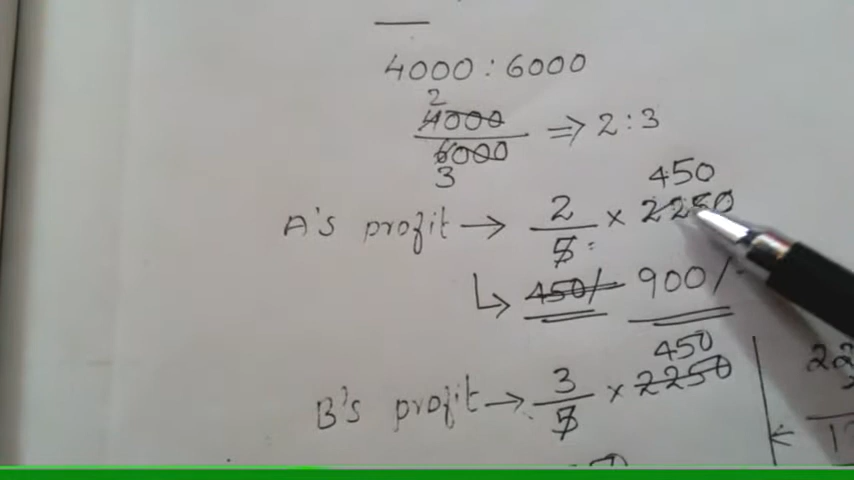 4000 : 6000
2
4000
6000
3
⇒ 2 : 3
450
A's profit → 2/5 × 2250
↳ 450/- 900/-
450
B's profit → 3/5 × 2250